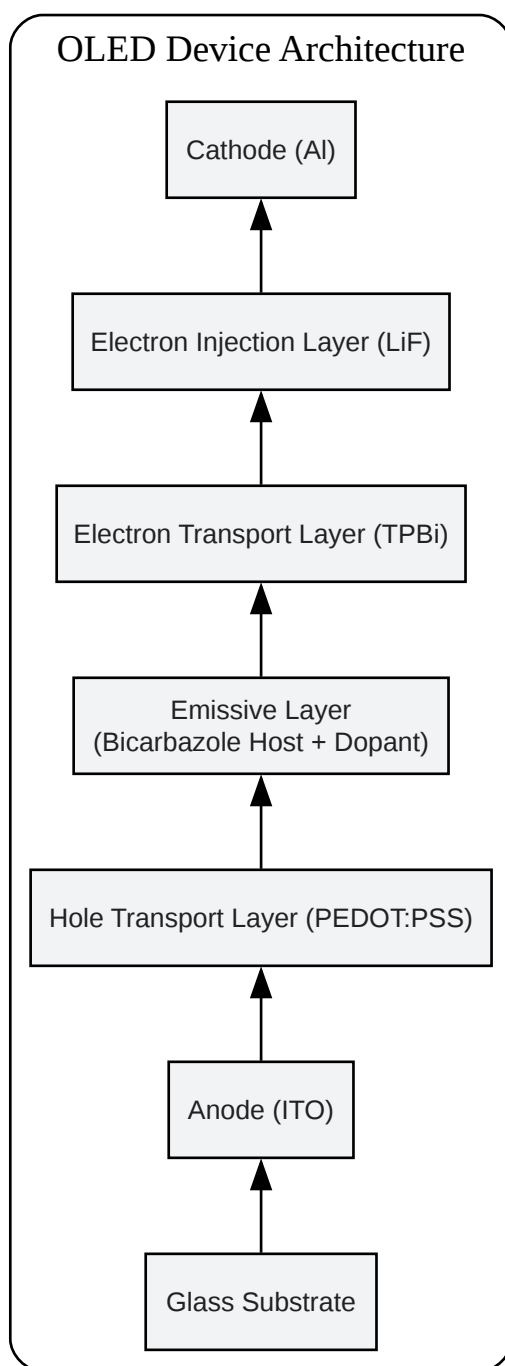 OLED Device Architecture
Cathode (Al)
Electron Injection Layer (LiF)
Electron Transport Layer (TPBi)
Emissive Layer
(Bicarbazole Host + Dopant)
Hole Transport Layer (PEDOT:PSS)
Anode (ITO)
Glass Substrate